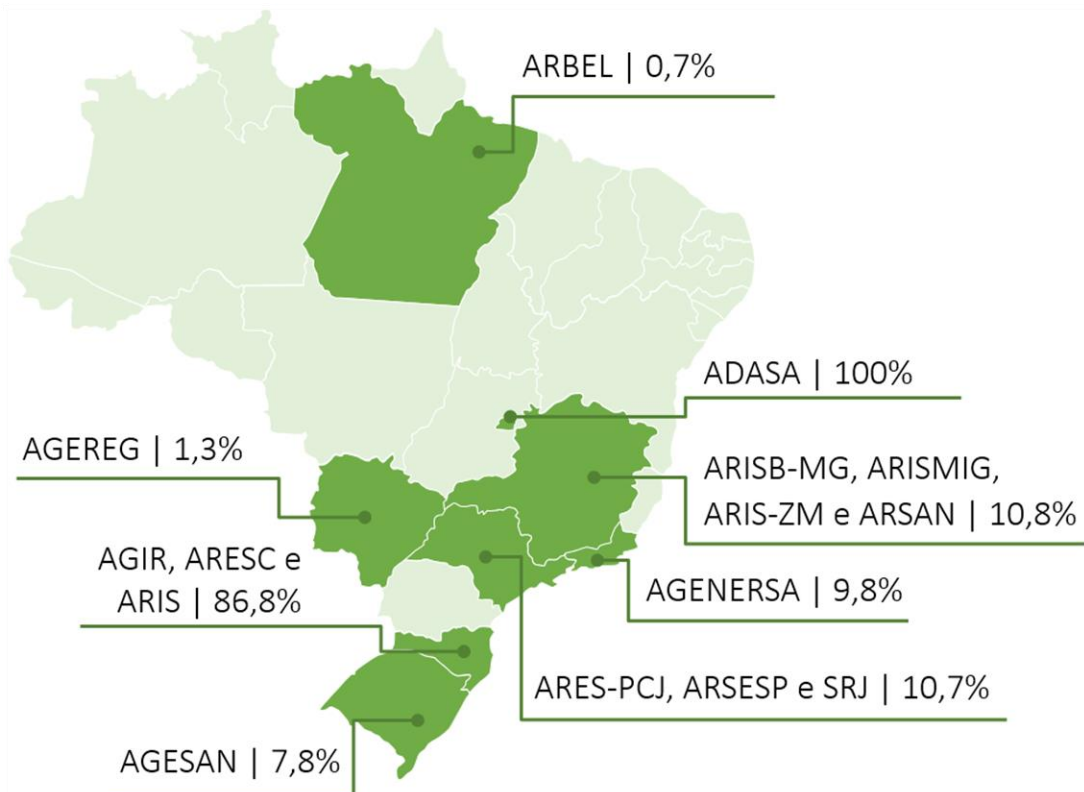 ARBEL | 0,7%
ADASA | 100%
AGEREG | 1,3%
ARISB-MG, ARISMIG,
ARIS-ZM e ARSAN | 10,8%
AGIR, ARESC e
ARIS | 86,8%
AGENERSA | 9,8%
ARES-PCJ, ARSESP e SRJ | 10,7%
AGESAN | 7,8%